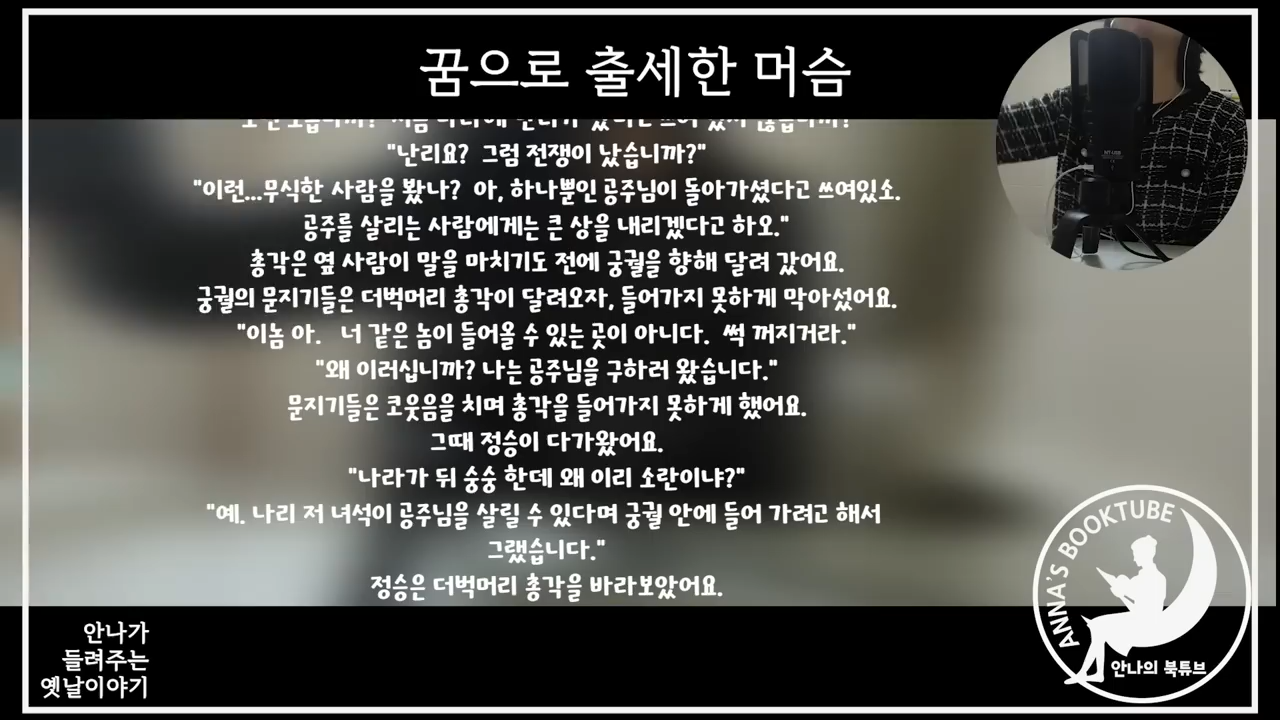 꿈으로 출세한 머슴
"난리요? 그럼 전쟁이 났습니까?"
"이런...무식한 사람을 봤나? 아, 하나뿐인 공주님이 돌아가셨다고 쓰여있소.
공주를 살리는 사람에게는 큰 상을 내리겠다고 하오."
총각은 옆 사람이 말을 마치기도 전에 궁궐을 향해 달려 갔어요.
궁궐의 문지기들은 더벅머리 총각이 달려오자, 들어가지 못하게 막아섰어요.
"이놈 아. 너 같은 놈이 들어올 수 있는 곳이 아니다. 썩 꺼지거라."
"왜 이러십니까? 나는 공주님을 구하러 왔습니다."
문지기들은 코웃음을 치며 총각을 들어가지 못하게 했어요.
그때 정승이 다가왔어요.
"나라가 뒤 숭숭 한데 왜 이리 소란이냐?"
"예. 나리 저 녀석이 공주님을 살릴 수 있다며 궁궐 안에 들어 가려고 해서
그랬습니다."
정승은 더벅머리 총각을 바라보았어요.
안나가
들려주는
옛날이야기
ANNA'S BOOKTUBE
안나의 북튜브